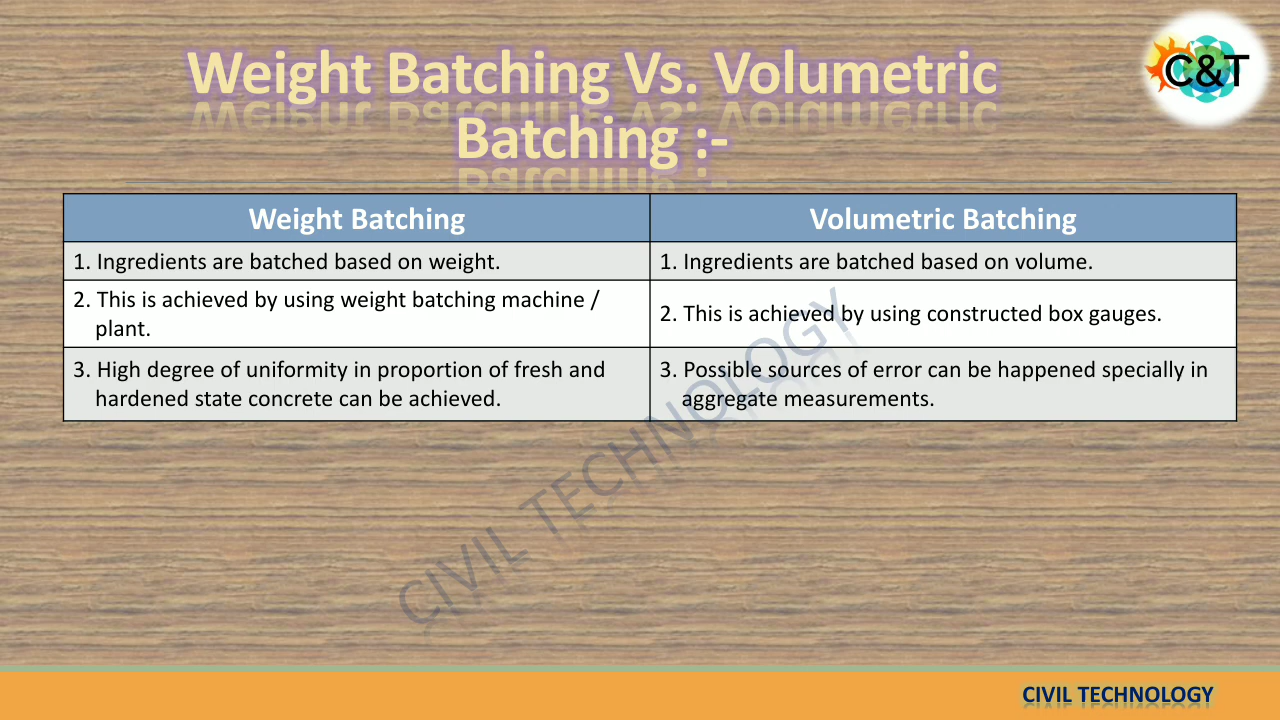 Weight Batching Vs. Volumetric
Batching :-
C&T
Weight Batching
Volumetric Batching
1. Ingredients are batched based on weight.
1. Ingredients are batched based on volume.
2. This is achieved by using weight batching machine /
plant.
2. This is achieved by using constructed box gauges.
3. High degree of uniformity in proportion of fresh and
hardened state concrete can be achieved.
3. Possible sources of error can be happened specially in
aggregate measurements.
CIVIL TECHNOLOGY
CIVIL TECHNOLOGY